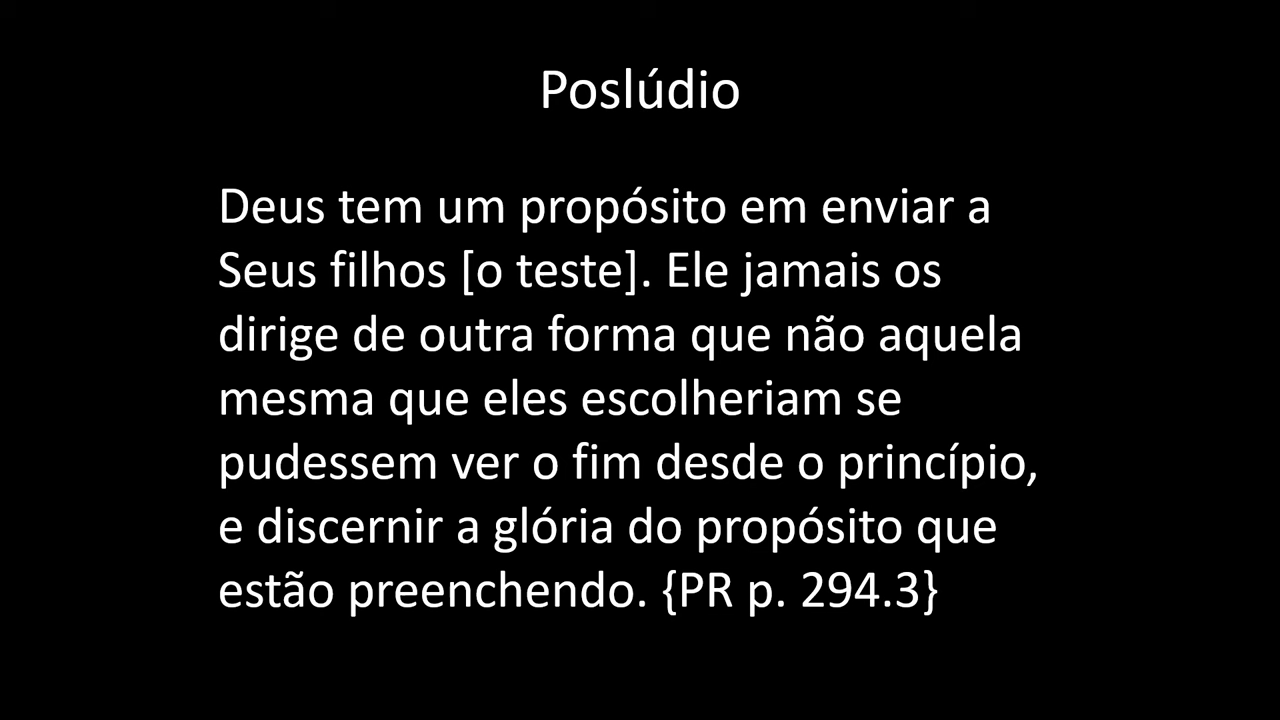 Poslúdio
Deus tem um propósito em enviar a
Seus filhos [o teste]. Ele jamais os
dirige de outra forma que não aquela
mesma que eles escolheriam se
pudessem ver o fim desde o princípio,
e discernir a glória do propósito que
estão preenchendo. {PR p. 294.3}